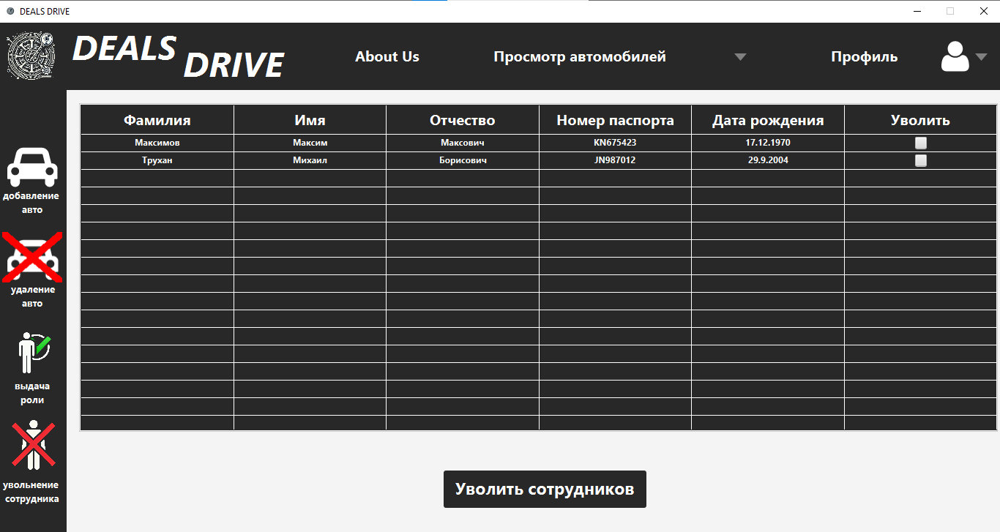 DEALS DRIVE
DEALS
DRIVE
About Us
Просмотр автомобилей
Профиль
добавление
авто
удаление
авто
выдача
роли
увольнение
сотрудника
Фамилия Имя Отчество Номер паспорта Дата рождения Уволить
Максимов Максим Максович KN675423 17.12.1970
Трухан Михаил Борисович JN987012 29.9.2004
Уволить сотрудников